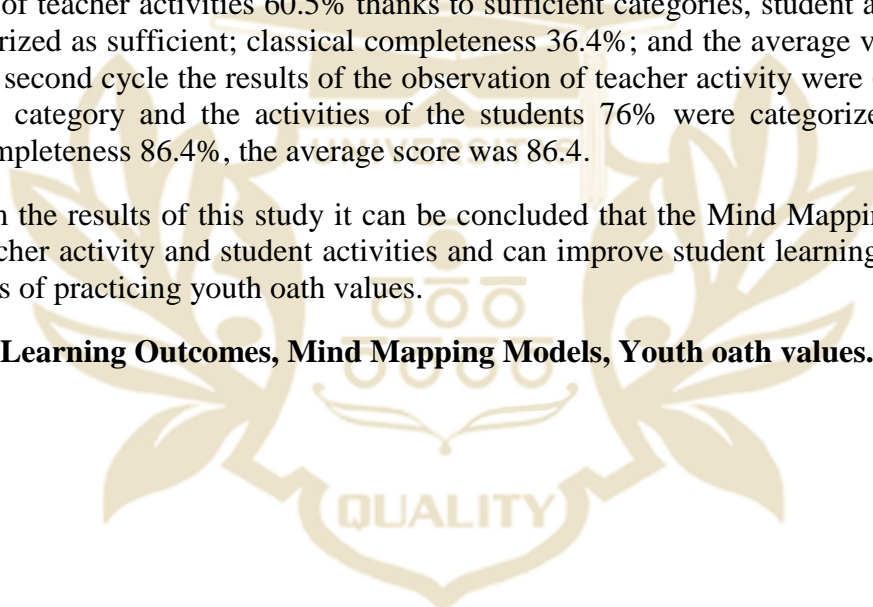 of teacher activities 60.5% thanks to sufficient categories, student a
rized as sufficient; classical completeness 36.4%; and the average v
second cycle the results of the observation of teacher activity were
category and the activities of the students 76% were categorize
mpleteness 86.4%, the average score was 86.4.
the results of this study it can be concluded that the Mind Mappin
cher activity and student activities and can improve student learning
s of practicing youth oath values.
Learning Outcomes, Mind Mapping Models, Youth oath values.
QUALITY